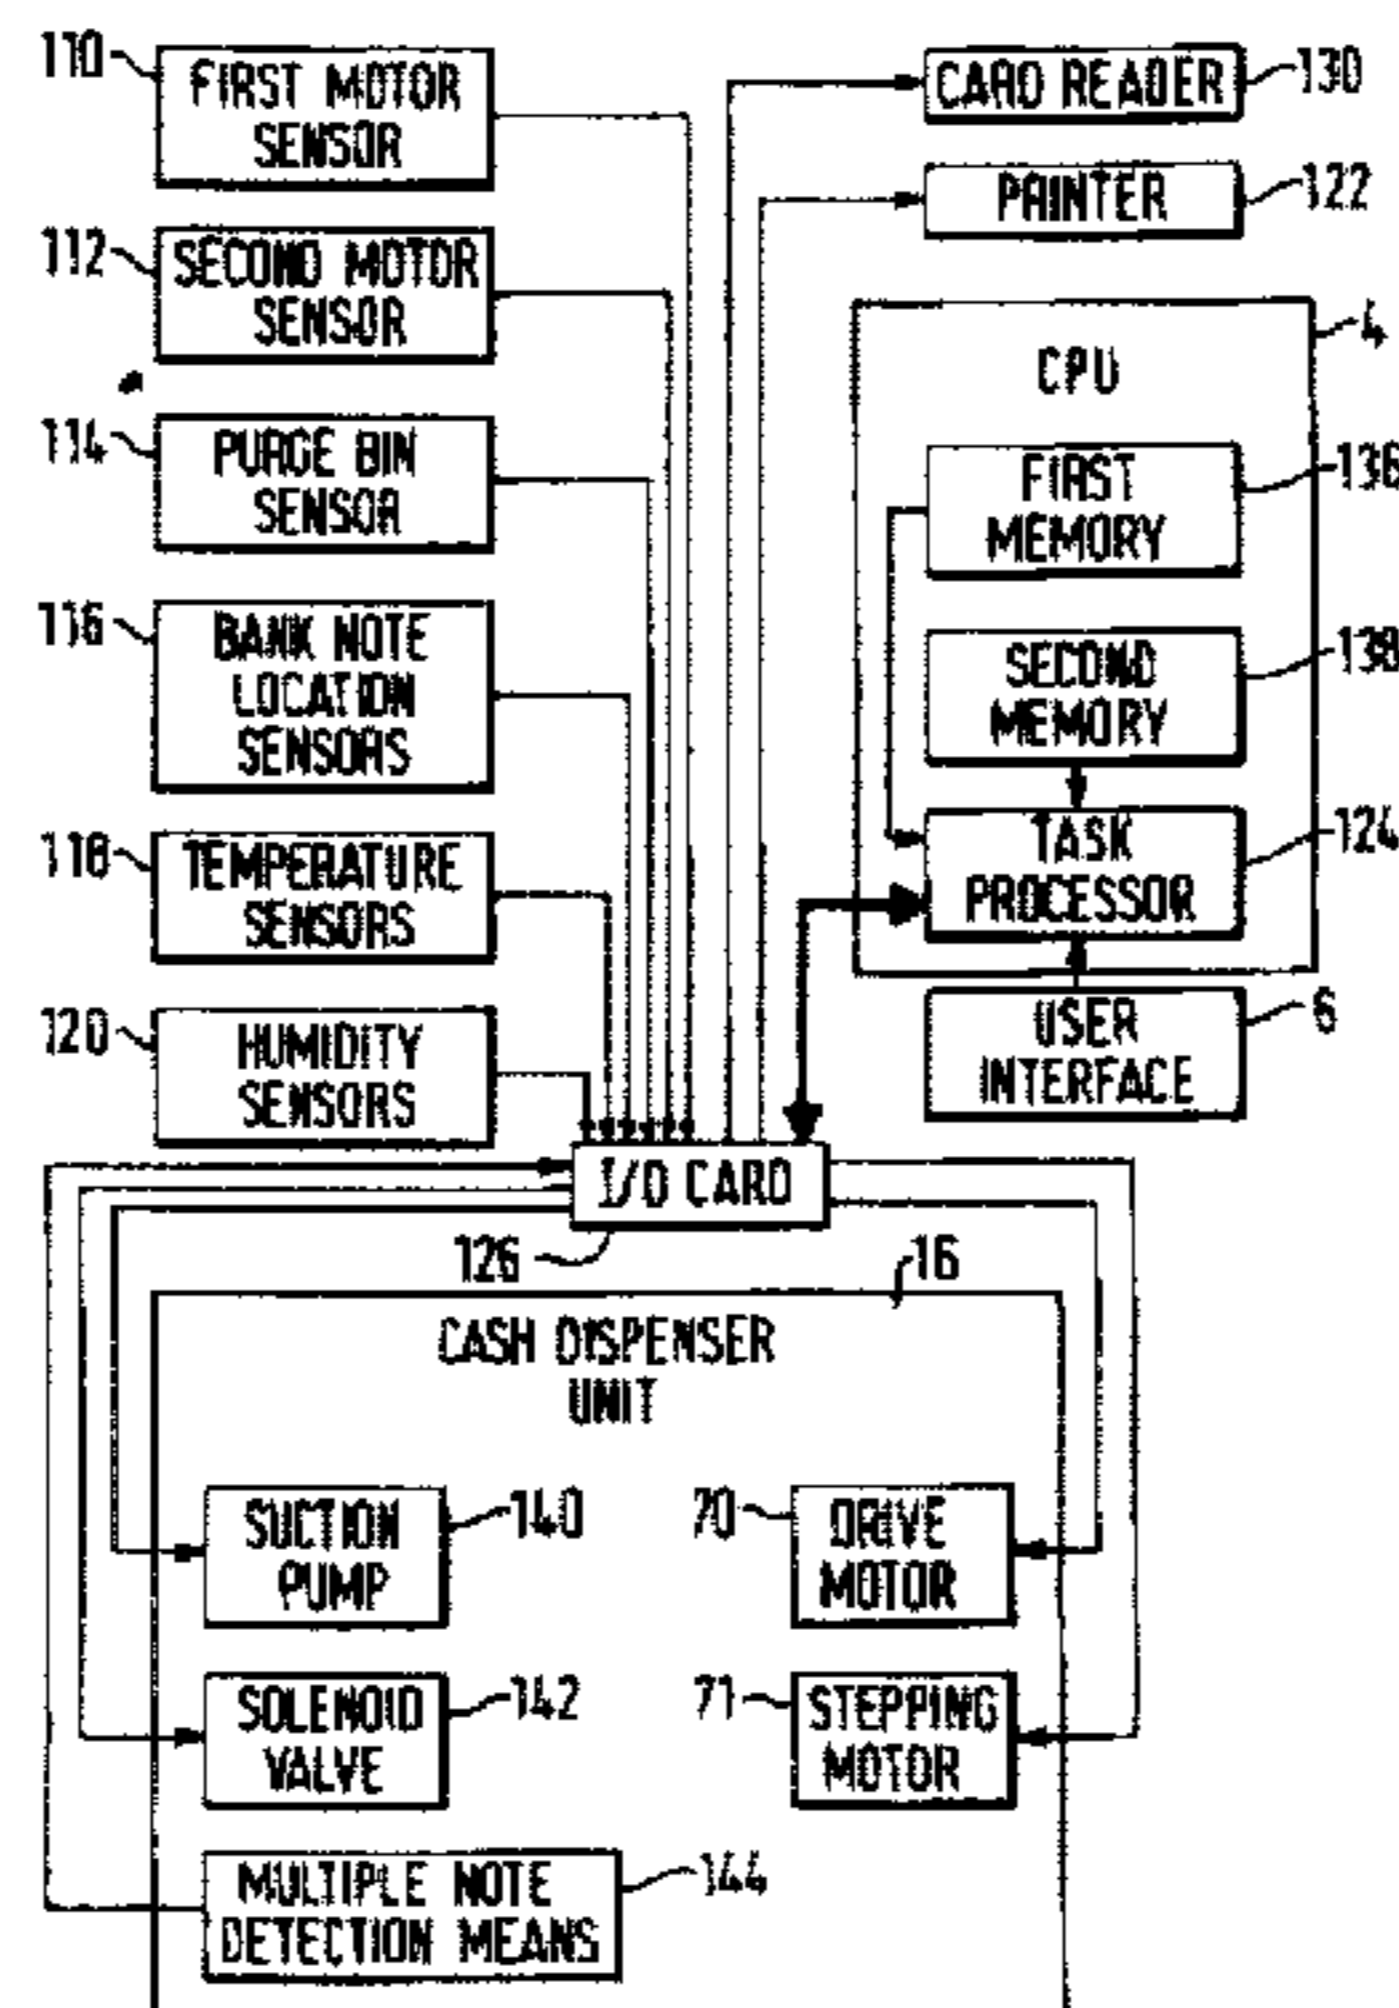 110
FIRST MOTOR
SENSOR
112
SECOND MOTOR
SENSOR
114
PURGE BIN
SENSOR
116
BANK NOTE
LOCATION
SENSORS
118
TEMPERATURE
SENSORS
120
HUMIDITY
SENSORS
CARD READER
130
PRINTER
122
4
CPU
FIRST
MEMORY
136
SECOND
MEMORY
138
TASK
PROCESSOR
124
USER
INTERFACE
6
I/O CARD
126
16
CASH DISPENSER
UNIT
SUCTION
PUMP
140
70
DRIVE
MOTOR
SOLENOID
VALVE
142
71
STEPPING
MOTOR
MULTIPLE NOTE
DETECTION MEANS
144